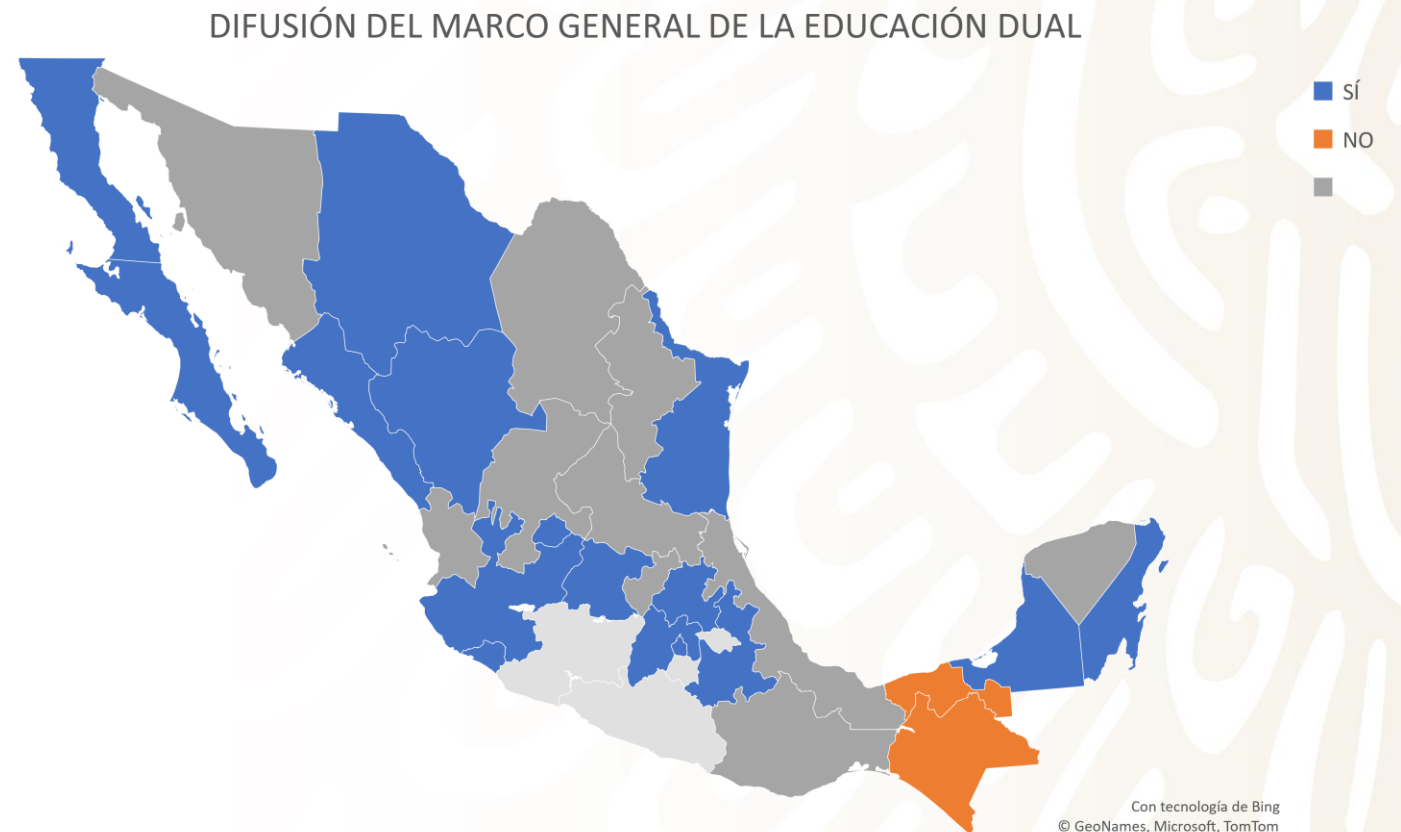 DIFUSIÓN DEL MARCO GENERAL DE LA EDUCACIÓN DUAL
SÍ
NO
Con tecnología de Bing
© GeoNames, Microsoft, TomTom